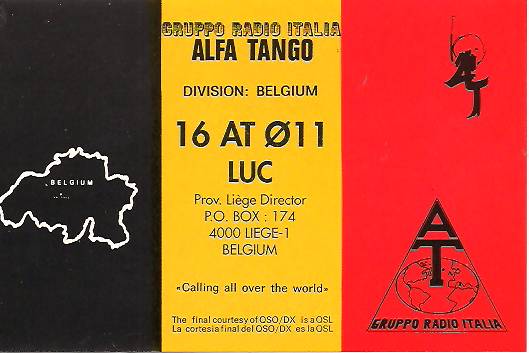 GRUPPO RADIO ITALIA
ALFA TANGO
DIVISION: BELGIUM
16 AT Ø11
LUC
Prov. Liège Director
P.O. BOX : 174
4000 LIEGE-1
BELGIUM
«Calling all over the world»
The final courtesy of QSO/DX is a QSL
La cortesia final del QSO/DX es la QSL
BELGIUM
AT
AT
GRUPPO RADIO ITALIA